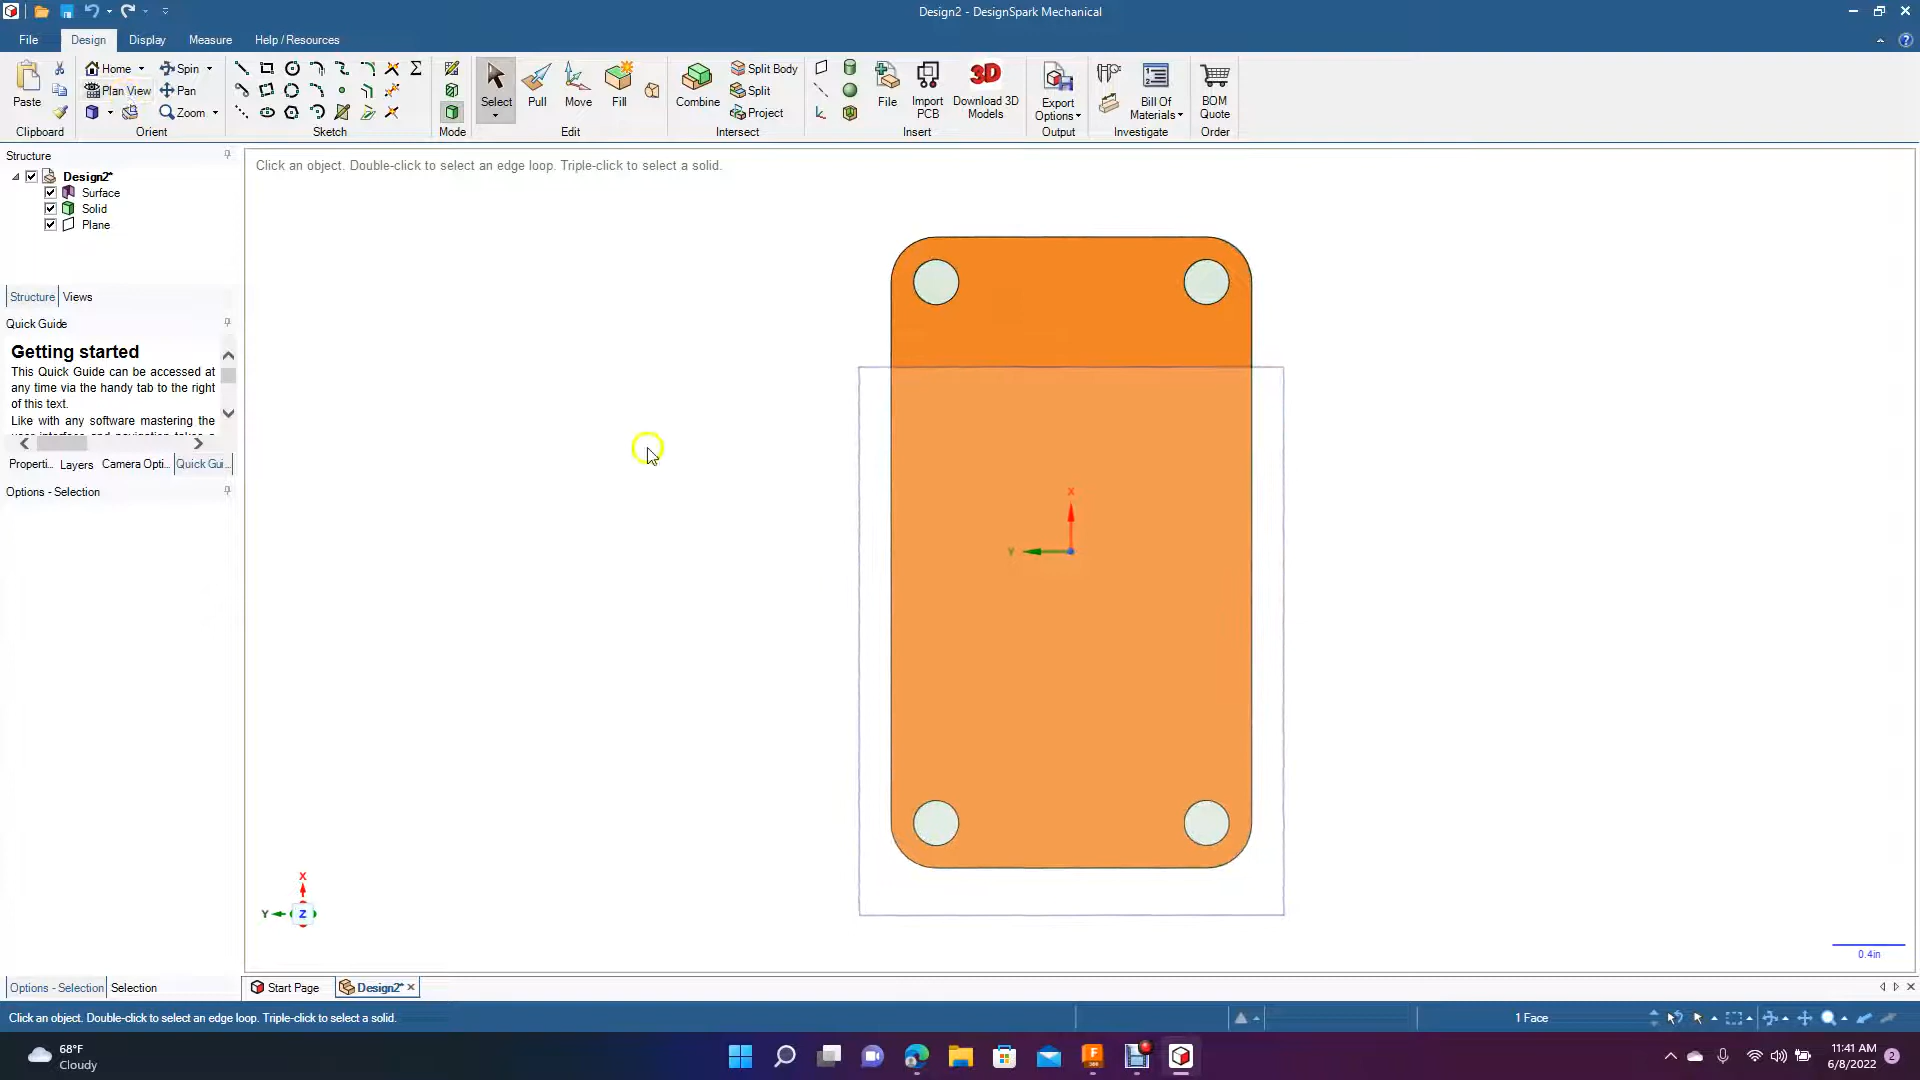 Design2 - DesignSpark Mechanical
File Design Display Measure Help / Resources
Paste
Home
Plan View
Spin
Pan
Zoom
Select
Pull
Move
Fill
Combine
Split Body
Split
Project
File
Import
PCB
Download 3D
Models
3D
Export
Options
Bill Of
Materials
BOM
Quote
Clipboard Orient Sketch Mode Edit Intersect Insert Output Investigate Order
Structure
Design2*
Surface
Solid
Plane
Structure Views
Quick Guide
Getting started
This Quick Guide can be accessed at
any time via the handy tab to the right
of this text.
Like with any software mastering the
Properti... Layers Camera Opti... Quick Gui...
Options - Selection
Click an object. Double-click to select an edge loop. Triple-click to select a solid.
X
Y
X
Y
Z
0.4in
Options - Selection Selection
Start Page Design2*
Click an object. Double-click to select an edge loop. Triple-click to select a solid.
1 Face
68°F
Cloudy
11:41 AM
6/8/2022
2